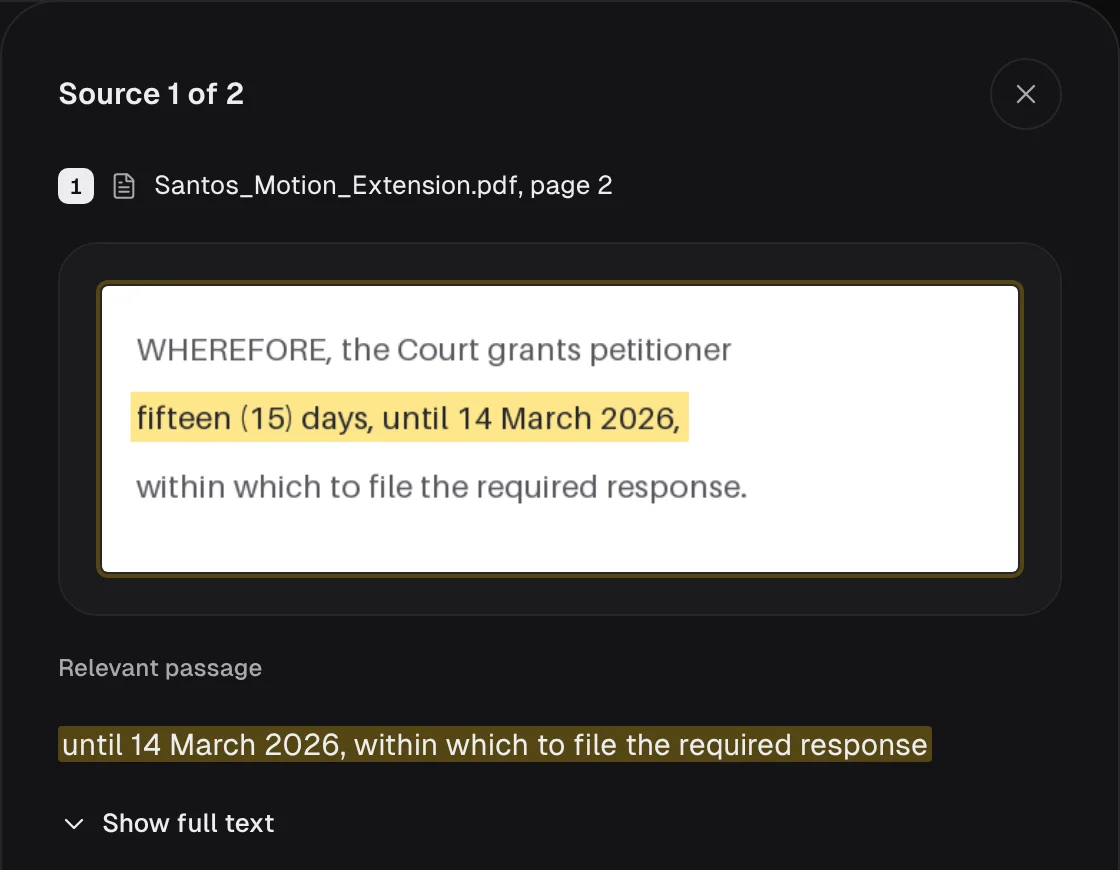 Source 1 of 2
1 Santos_Motion_Extension.pdf, page 2
WHEREFORE, the Court grants petitioner
fifteen (15) days, until 14 March 2026,
within which to file the required response.
Relevant passage
until 14 March 2026, within which to file the required response
Show full text